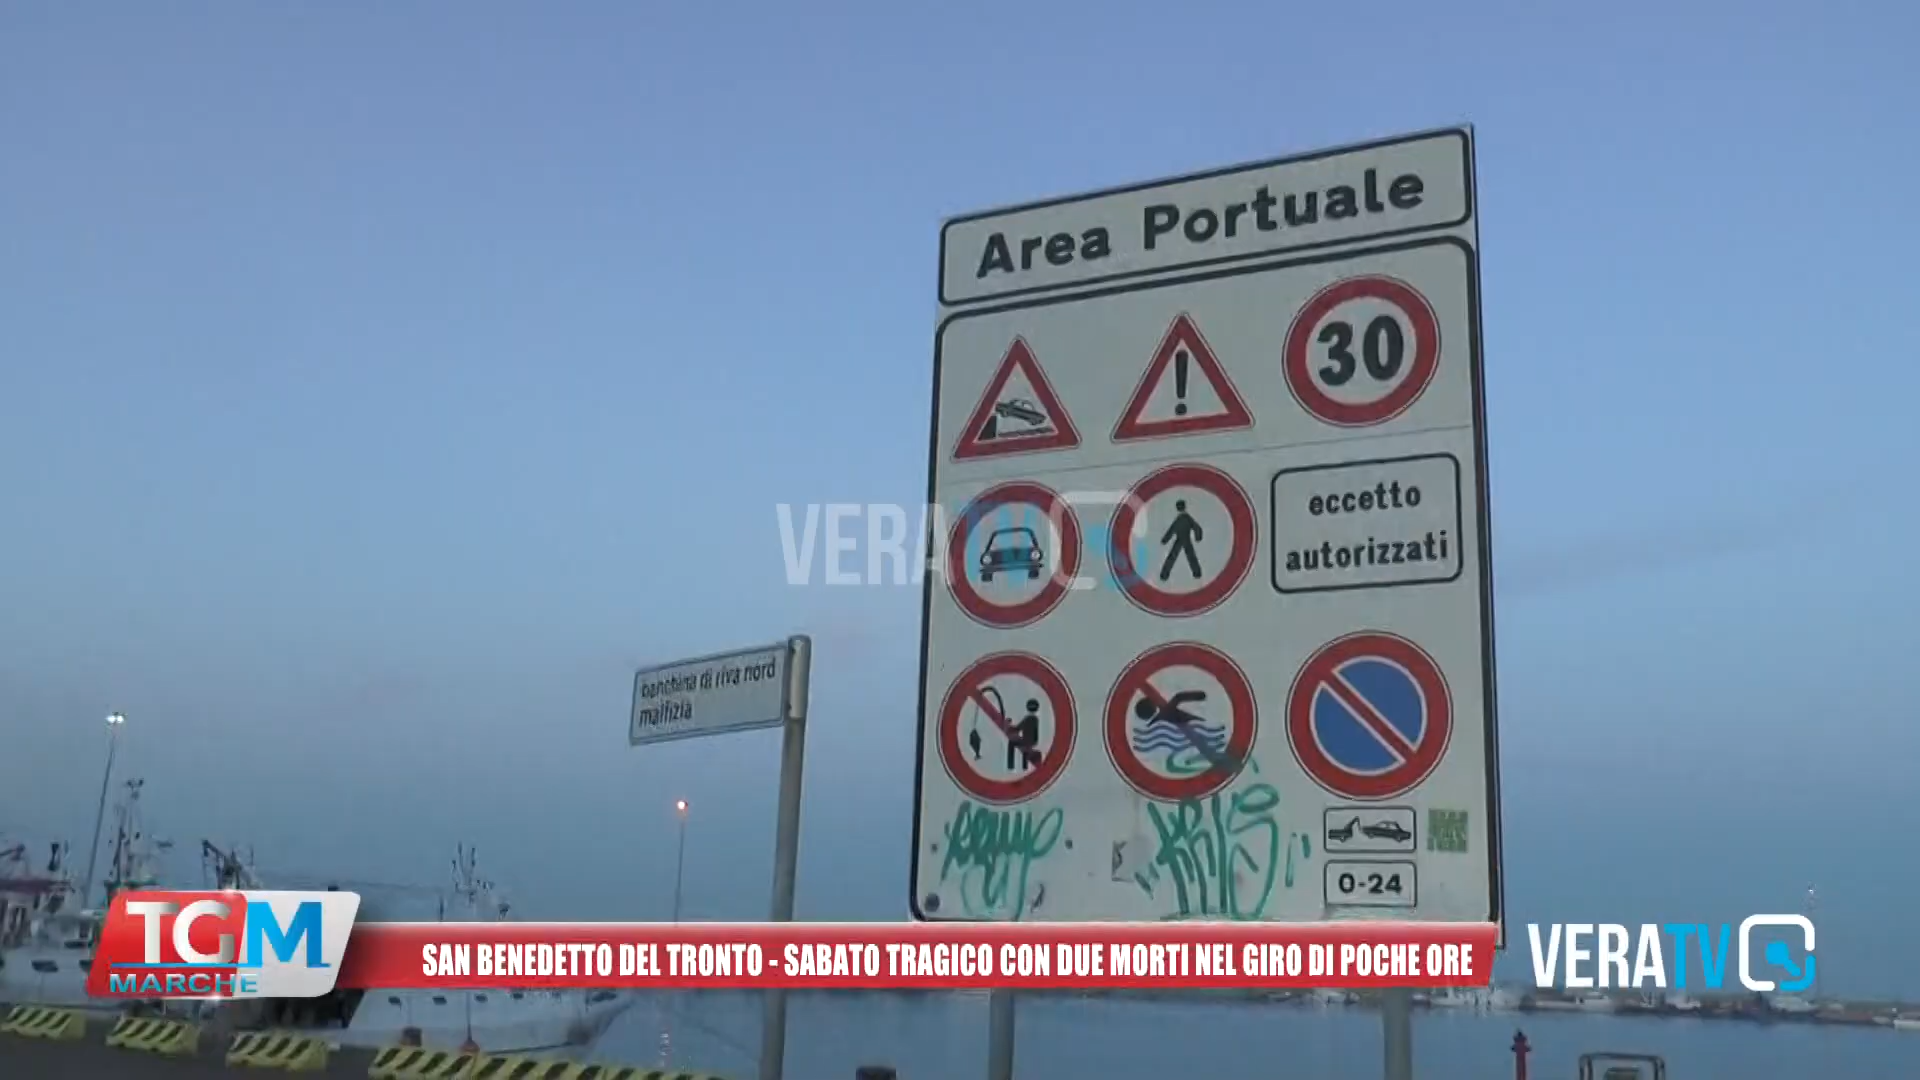 Area Portuale
30
eccetto
autorizzati
VERATV
banchina di riva nord
malfizia
KRIS
0-24
TGM
MARCHE
SAN BENEDETTO DEL TRONTO - SABATO TRAGICO CON DUE MORTI NEL GIRO DI POCHE ORE
VERATV